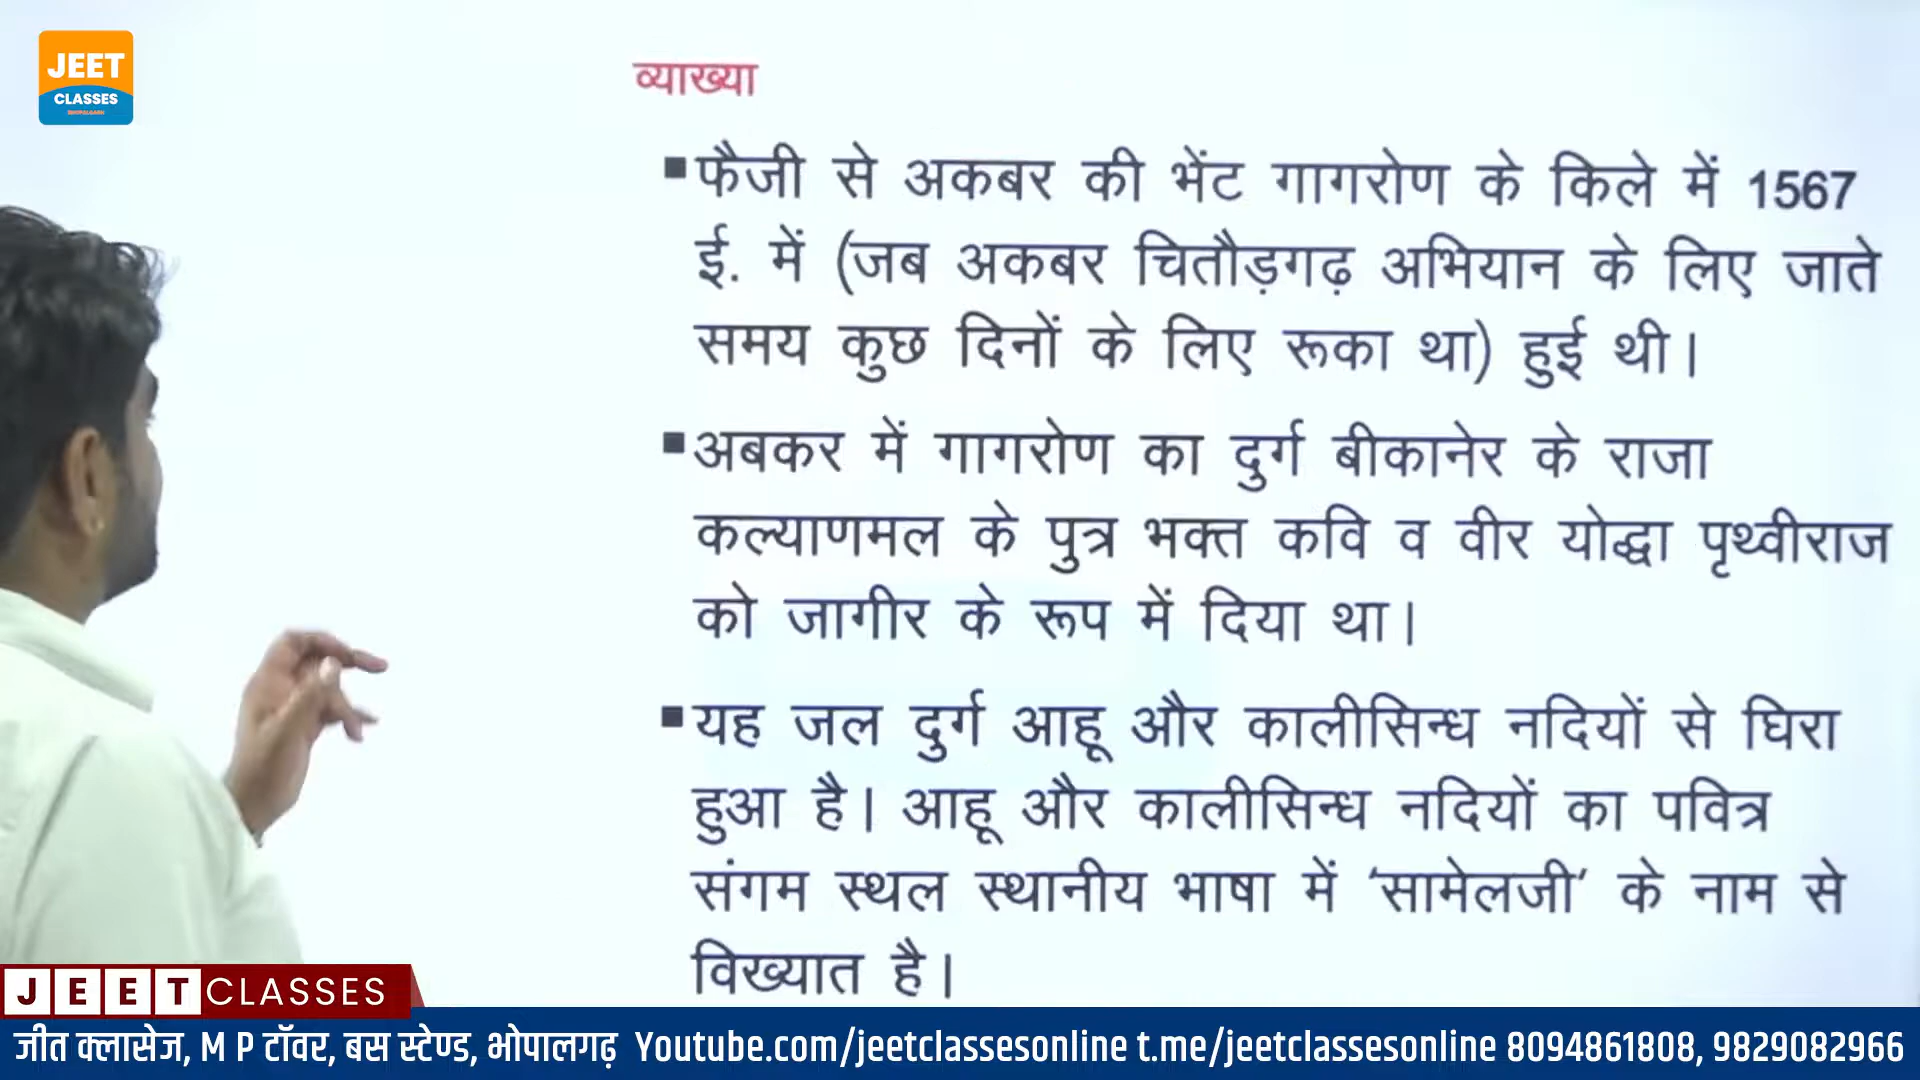 JEET
CLASSES
व्याख्या
▪फैजी से अकबर की भेंट गागरोण के किले में 1567
ई. में (जब अकबर चितौड़गढ़ अभियान के लिए जाते
समय कुछ दिनों के लिए रूका था) हुई थी।
▪अबकर में गागरोण का दुर्ग बीकानेर के राजा
कल्याणमल के पुत्र भक्त कवि व वीर योद्धा पृथ्वीराज
को जागीर के रूप में दिया था।
▪यह जल दुर्ग आहू और कालीसिन्ध नदियों से घिरा
हुआ है। आहू और कालीसिन्ध नदियों का पवित्र
संगम स्थल स्थानीय भाषा में ‘सामेलजी’ के नाम से
विख्यात है।
JEET CLASSES
जीत क्लासेज, M P टॉवर, बस स्टेण्ड, भोपालगढ़ Youtube.com/jeetclassesonline t.me/jeetclassesonline 8094861808, 9829082966